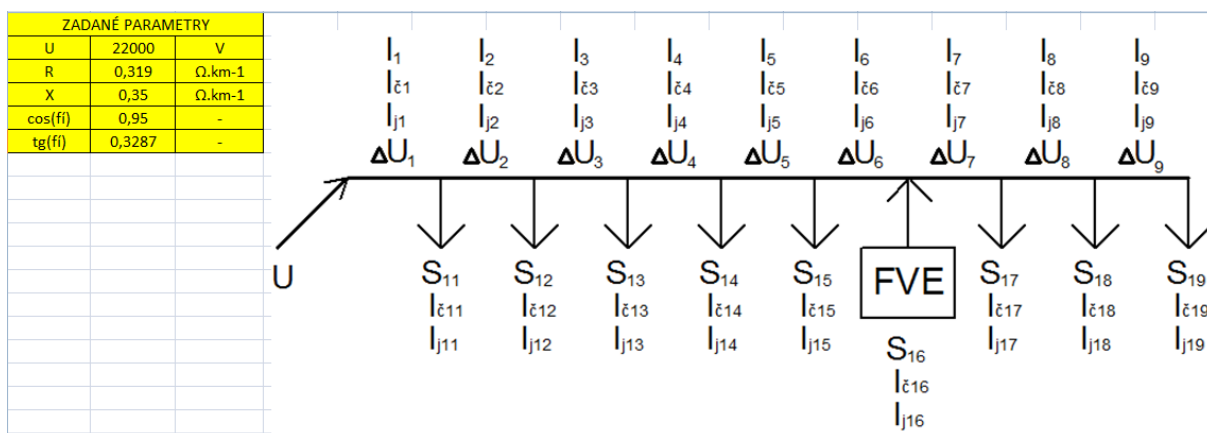 ZADANÉ PARAMETRY
U 22000 V
R 0,319 Ω.km-1
X 0,35 Ω.km-1
cos(fí) 0,95 -
tg(fí) 0,3287 -
I1 I2 I3 I4 I5 I6 I7 I8 I9
Ič1 Ič2 Ič3 Ič4 Ič5 Ič6 Ič7 Ič8 Ič9
Ij1 Ij2 Ij3 Ij4 Ij5 Ij6 Ij7 Ij8 Ij9
ΔU1 ΔU2 ΔU3 ΔU4 ΔU5 ΔU6 ΔU7 ΔU8 ΔU9
U S11 S12 S13 S14 S15 FVE S17 S18 S19
Ič11 Ič12 Ič13 Ič14 Ič15 Ič17 Ič18 Ič19
Ij11 Ij12 Ij13 Ij14 Ij15 Ij17 Ij18 Ij19
S16
Ič16
Ij16